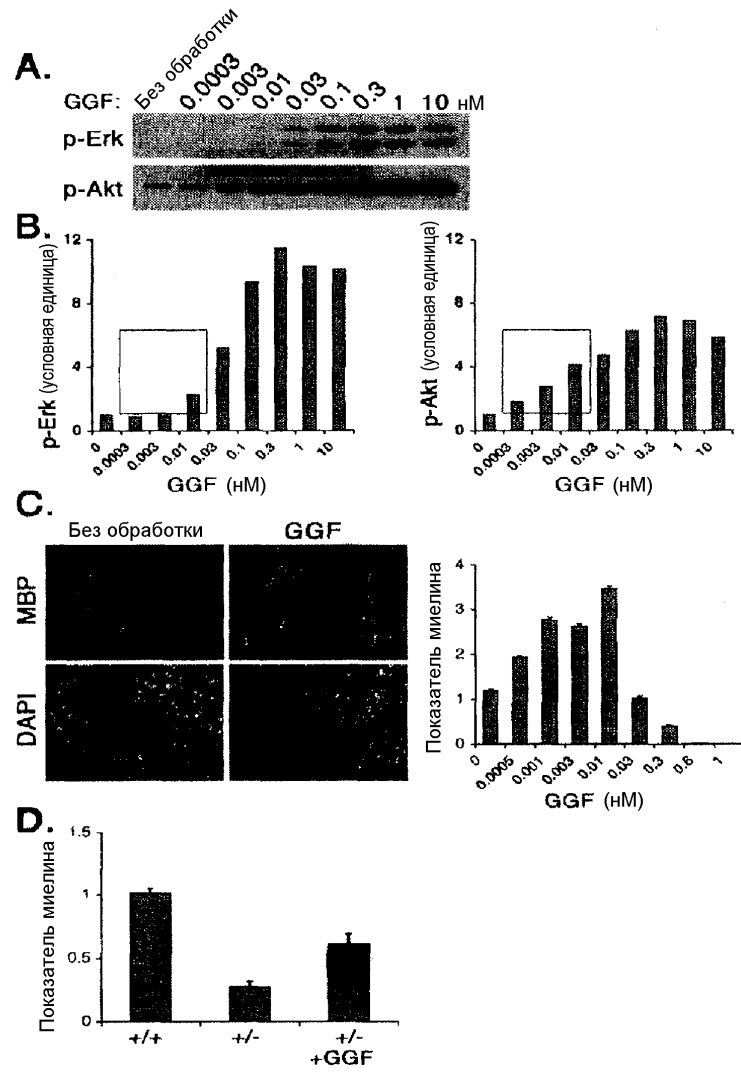 A.
GGF: Без обработки 0.0003 0.003 0.01 0.03 0.1 0.3 1 10 нМ
p-Erk
p-Akt
B.
p-Erk (условная единица)
12
8
4
0
0 0.0003 0.003 0.01 0.03 0.1 0.3 1 10
GGF (нМ)
p-Akt (условная единица)
12
8
4
0
0 0.0003 0.003 0.01 0.03 0.1 0.3 1 10
GGF (нМ)
C.
Без обработки GGF
MBP
DAPI
Показатель миелина
4
3
2
1
0
0 0.0005 0.001 0.003 0.01 0.03 0.3 0.6 1
GGF (нМ)
D.
Показатель миелина
1.5
1
0.5
0
+/+ +/- +/-
+GGF